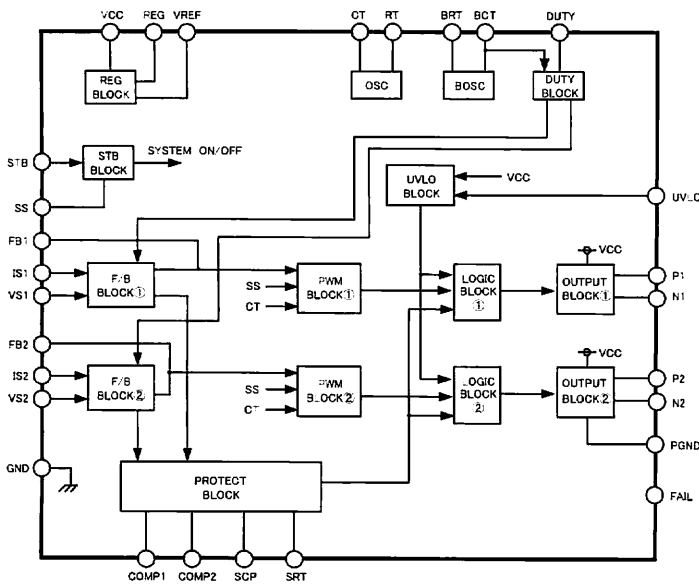 VCC REG VREF CT RT BRT BCT DUTY
REG
BLOCK
OSC
BOSC
DUTY
BLOCK
STB
STB
BLOCK
SYSTEM ON/OFF
SS
UVLO
BLOCK
VCC
UVLO
FB1
IS1
VS1
F/B
BLOCK①
SS
CT
PWM
BLOCK①
LOGIC
BLOCK
①
VCC
OUTPUT
BLOCK①
P1
N1
FB2
IS2
VS2
F/B
BLOCK②
SS
CT
PWM
BLOCK②
LOGIC
BLOCK
②
VCC
OUTPUT
BLOCK②
P2
N2
PGND
GND
PROTECT
BLOCK
FAIL
COMP1 COMP2 SCP SRT